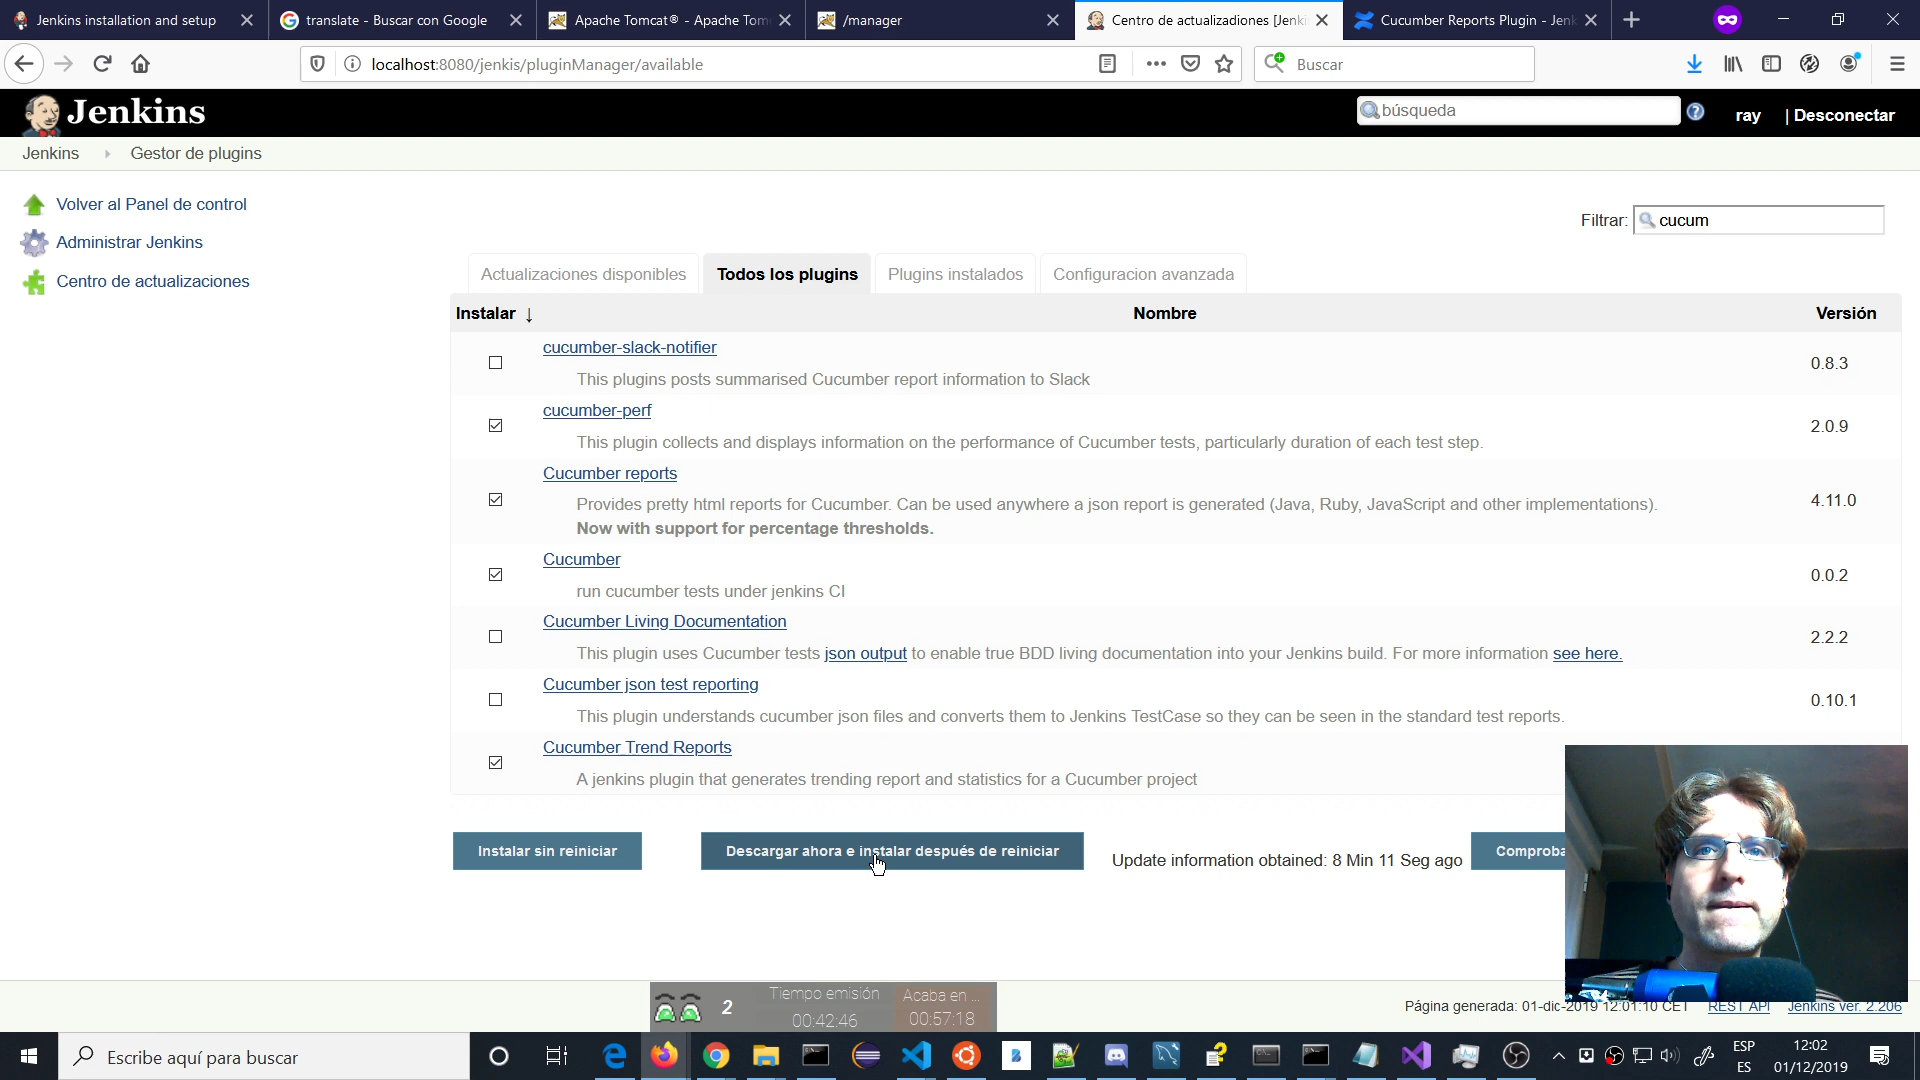 Jenkins installation and setup
translate - Buscar con Google
Apache Tomcat® - Apache Tom
/manager
Centro de actualizadiones [Jenki
Cucumber Reports Plugin - Jenk
localhost:8080/jenkis/pluginManager/available
Buscar
Jenkins
búsqueda
ray
| Desconectar
Jenkins
Gestor de plugins
Volver al Panel de control
Administrar Jenkins
Centro de actualizaciones
Filtrar:
cucum
Actualizaciones disponibles
Todos los plugins
Plugins instalados
Configuracion avanzada
Instalar ↓
Nombre
Versión
cucumber-slack-notifier
This plugins posts summarised Cucumber report information to Slack
0.8.3
cucumber-perf
This plugin collects and displays information on the performance of Cucumber tests, particularly duration of each test step.
2.0.9
Cucumber reports
Provides pretty html reports for Cucumber. Can be used anywhere a json report is generated (Java, Ruby, JavaScript and other implementations).
Now with support for percentage thresholds.
4.11.0
Cucumber
run cucumber tests under jenkins CI
0.0.2
Cucumber Living Documentation
This plugin uses Cucumber tests json output to enable true BDD living documentation into your Jenkins build. For more information see here.
2.2.2
Cucumber json test reporting
This plugin understands cucumber json files and converts them to Jenkins TestCase so they can be seen in the standard test reports.
0.10.1
Cucumber Trend Reports
A jenkins plugin that generates trending report and statistics for a Cucumber project
Instalar sin reiniciar
Descargar ahora e instalar después de reiniciar
Update information obtained: 8 Min 11 Seg ago
Comproba
2
Tiempo emisión
00:42:46
Acaba en ...
00:57:18
Página generada: 01-dic-2019 12:01:10 CET
REST API
Jenkins ver. 2.206
Escribe aquí para buscar
ESP
ES
12:02
01/12/2019